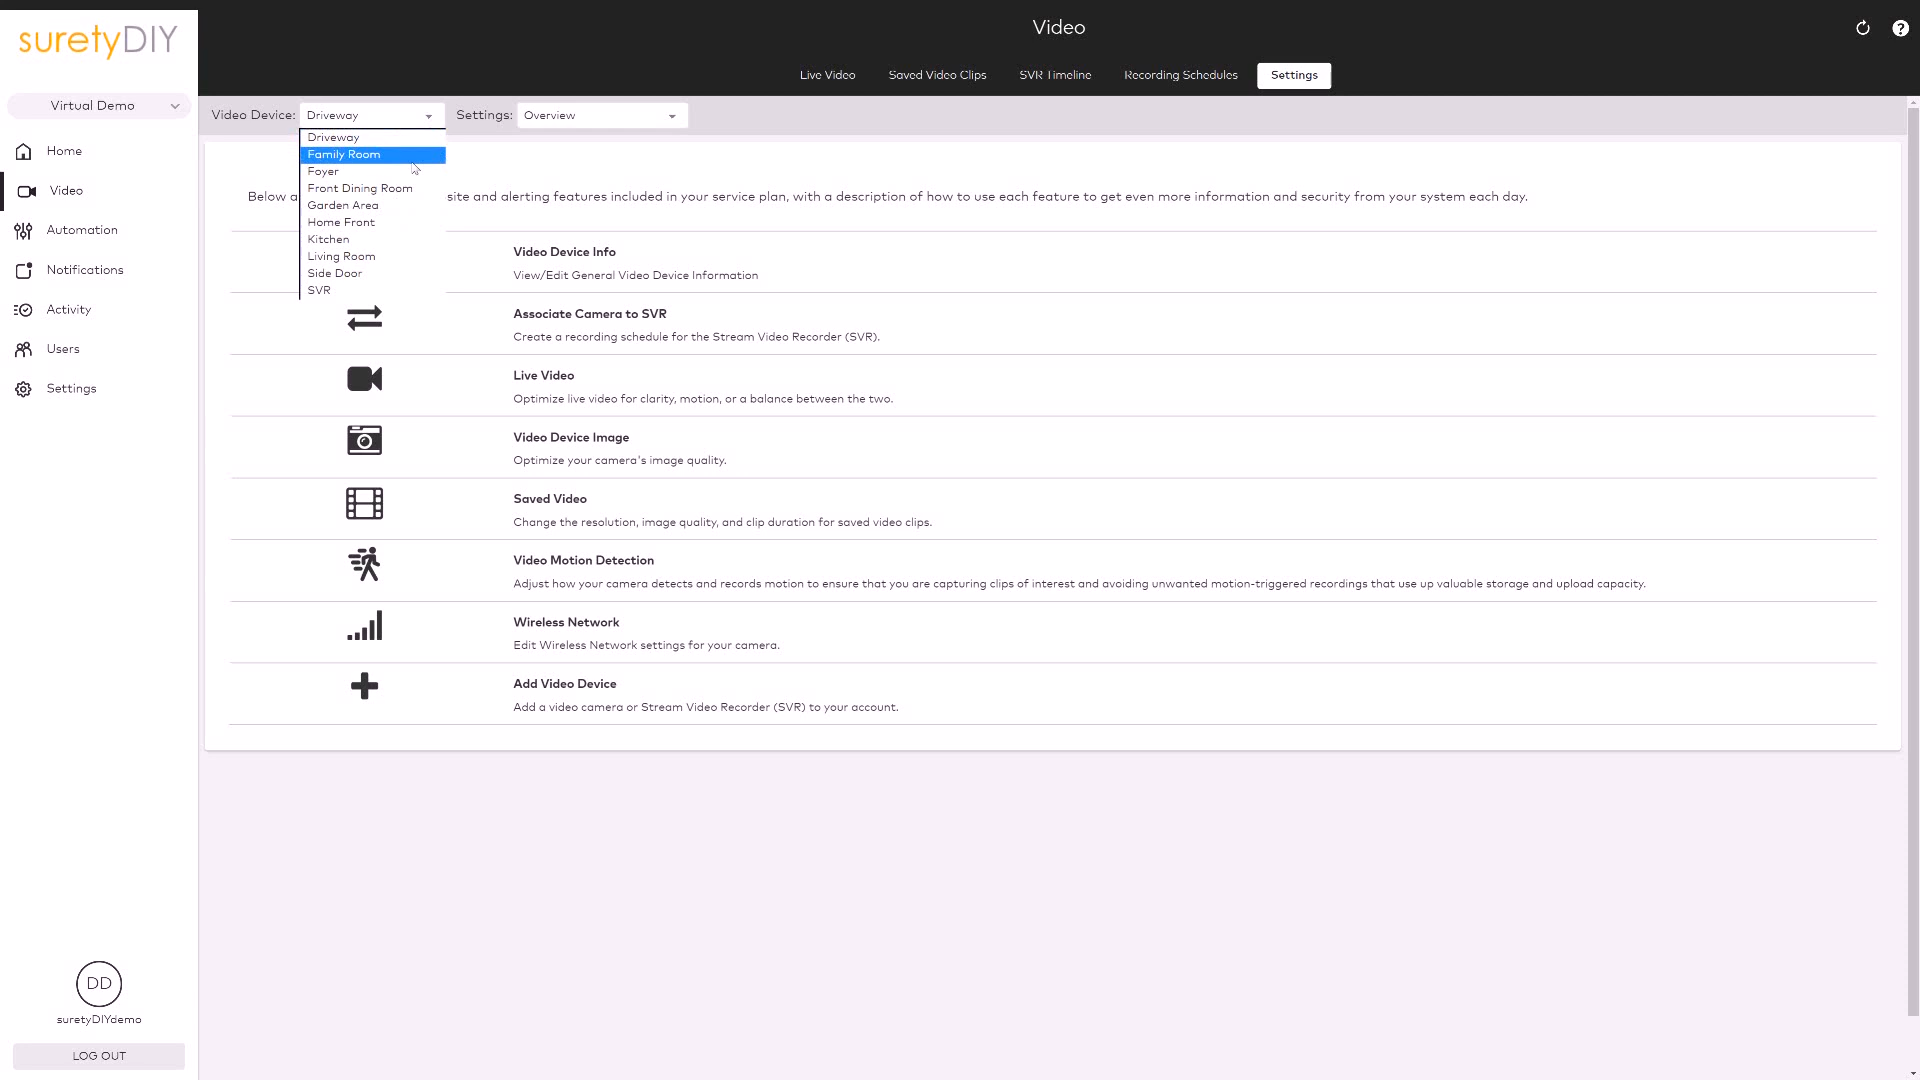 suretyDIY
Video
Live Video
Saved Video Clips
SVR Timeline
Recording Schedules
Settings
Virtual Demo
Home
Video
Automation
Notifications
Activity
Users
Settings
Video Device: Driveway
Settings: Overview
Driveway
Family Room
Foyer
Front Dining Room
Garden Area
Home Front
Kitchen
Living Room
Side Door
SVR
Below a site and alerting features included in your service plan, with a description of how to use each feature to get even more information and security from your system each day.
Video Device Info
View/Edit General Video Device Information
Associate Camera to SVR
Create a recording schedule for the Stream Video Recorder (SVR).
Live Video
Optimize live video for clarity, motion, or a balance between the two.
Video Device Image
Optimize your camera's image quality.
Saved Video
Change the resolution, image quality, and clip duration for saved video clips.
Video Motion Detection
Adjust how your camera detects and records motion to ensure that you are capturing clips of interest and avoiding unwanted motion-triggered recordings that use up valuable storage and upload capacity.
Wireless Network
Edit Wireless Network settings for your camera.
Add Video Device
Add a video camera or Stream Video Recorder (SVR) to your account.
DD
suretyDIYdemo
LOG OUT